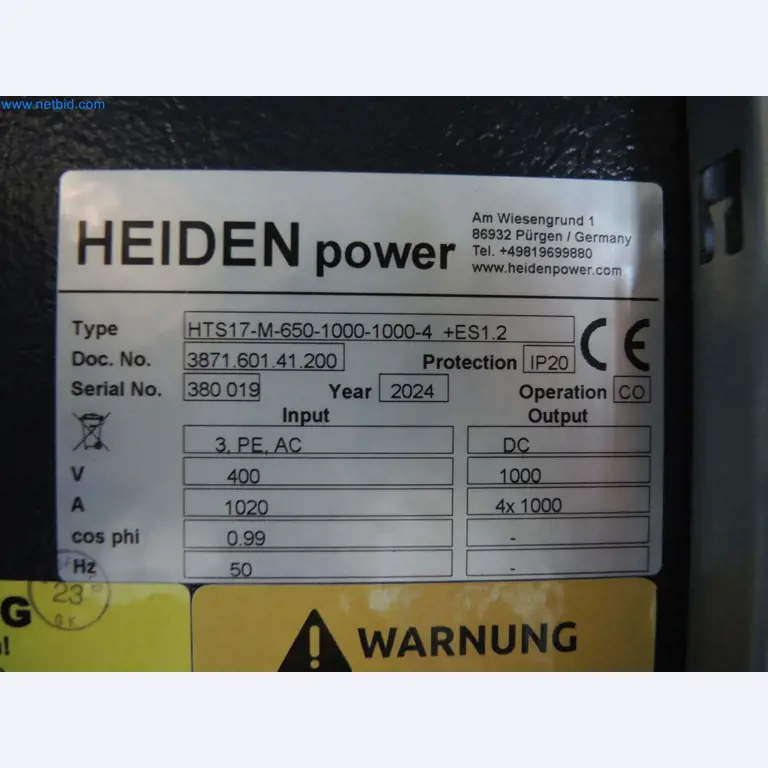 www.netbid.com
HEIDEN power
Am Wiesengrund 1
86932 Pürgen / Germany
Tel. +49819699880
www.heidenpower.com
Type HTS17-M-650-1000-1000-4 +ES1.2
Doc. No. 3871.601.41.200 Protection IP20
CE
Serial No. 380 019 Year 2024 Operation CO
Input Output
3, PE, AC DC
V 400 1000
A 1020 4x 1000
cos phi 0.99 -
Hz 50 -
23
G
!
WARNUNG